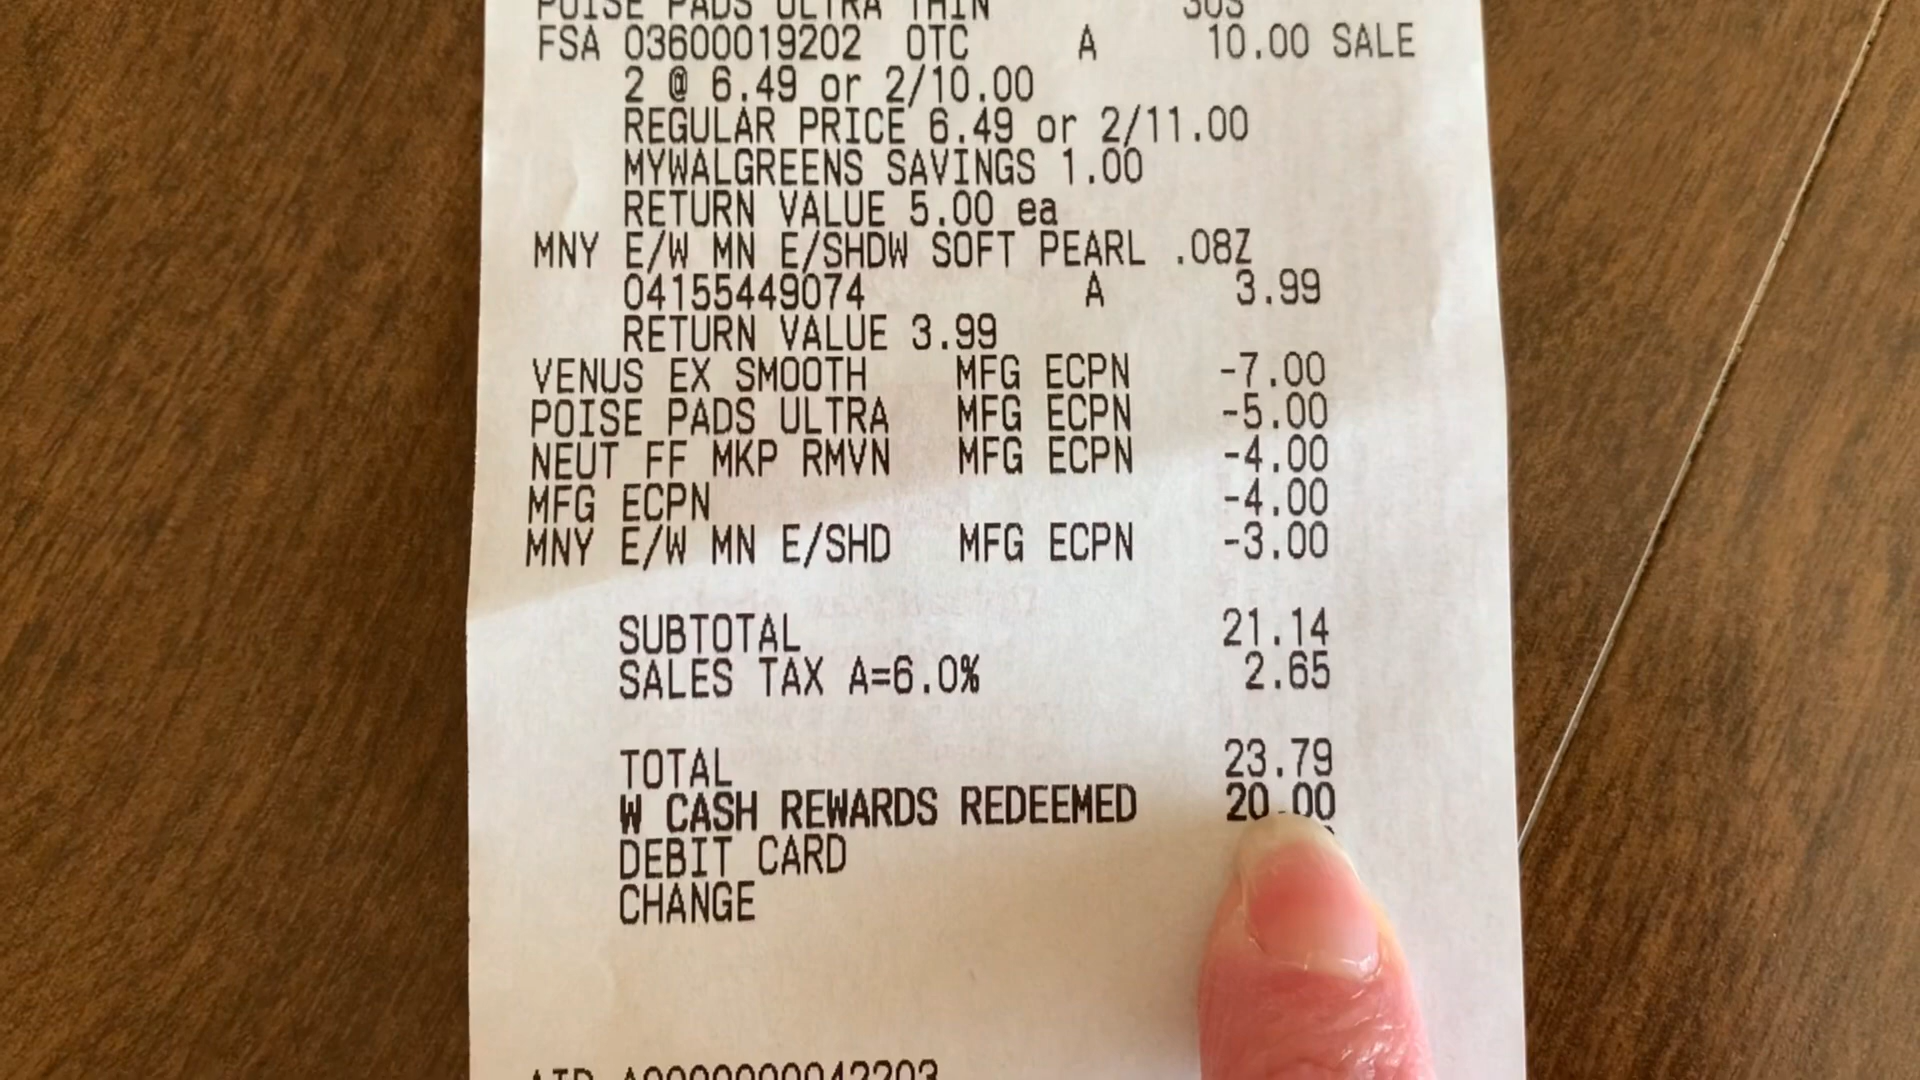 POISE PADS ULTRA THIN 30S
FSA 03600019202 OTC A 10.00 SALE
2 @ 6.49 or 2/10.00
REGULAR PRICE 6.49 or 2/11.00
MYWALGREENS SAVINGS 1.00
RETURN VALUE 5.00 ea
MNY E/W MN E/SHDW SOFT PEARL .08Z
04155449074 A 3.99
RETURN VALUE 3.99
VENUS EX SMOOTH MFG ECPN -7.00
POISE PADS ULTRA MFG ECPN -5.00
NEUT FF MKP RMVN MFG ECPN -4.00
MFG ECPN -4.00
MNY E/W MN E/SHD MFG ECPN -3.00
SUBTOTAL 21.14
SALES TAX A=6.0% 2.65
TOTAL 23.79
W CASH REWARDS REDEEMED 20.00
DEBIT CARD
CHANGE